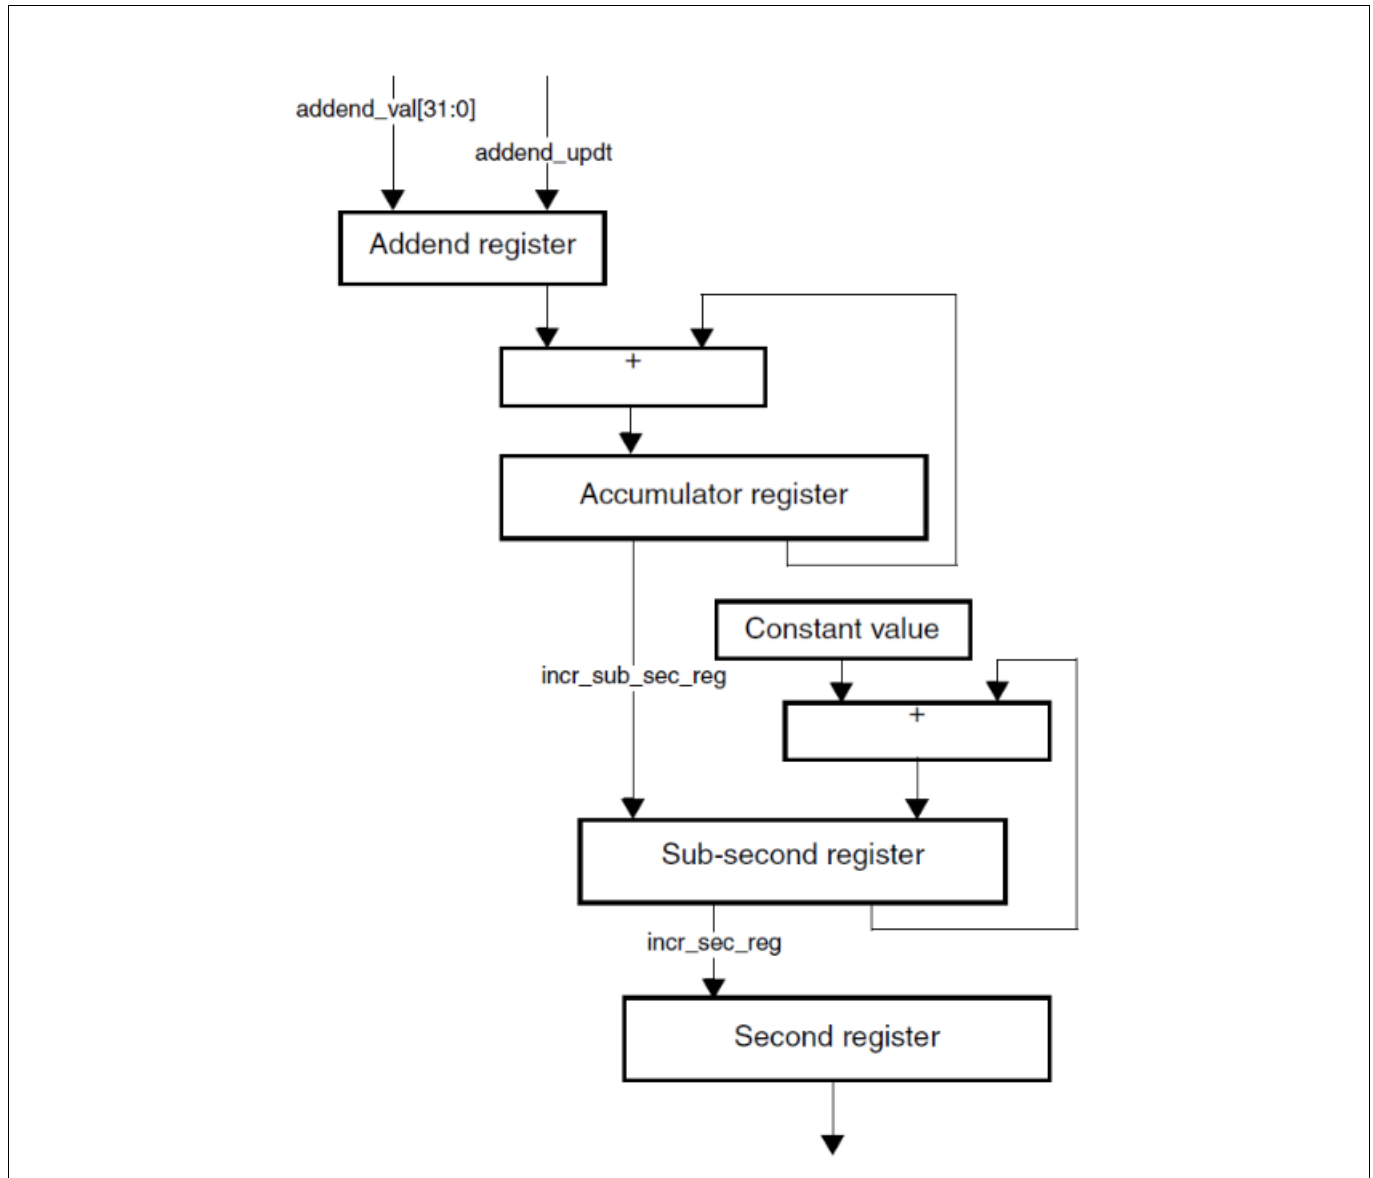 addend_val[31:0]
addend_updt
Addend register
+
Accumulator register
Constant value
incr_sub_sec_reg
+
Sub-second register
incr_sec_reg
Second register